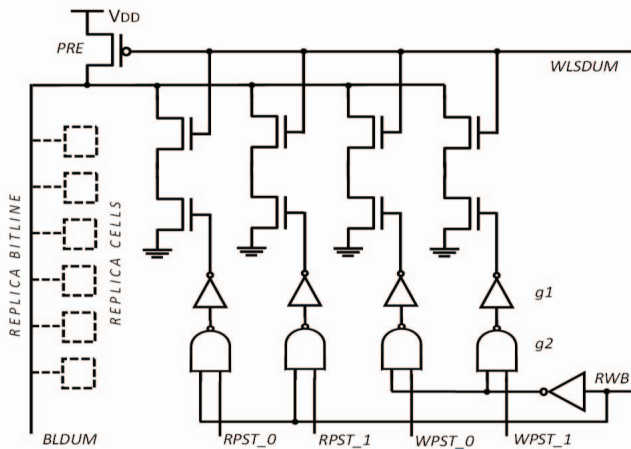 VDD
PRE
WLSDUM
REPLICA BITLINE
REPLICA CELLS
g1
g2
RWB
BLDUM
RPST_0
RPST_1
WPST_0
WPST_1